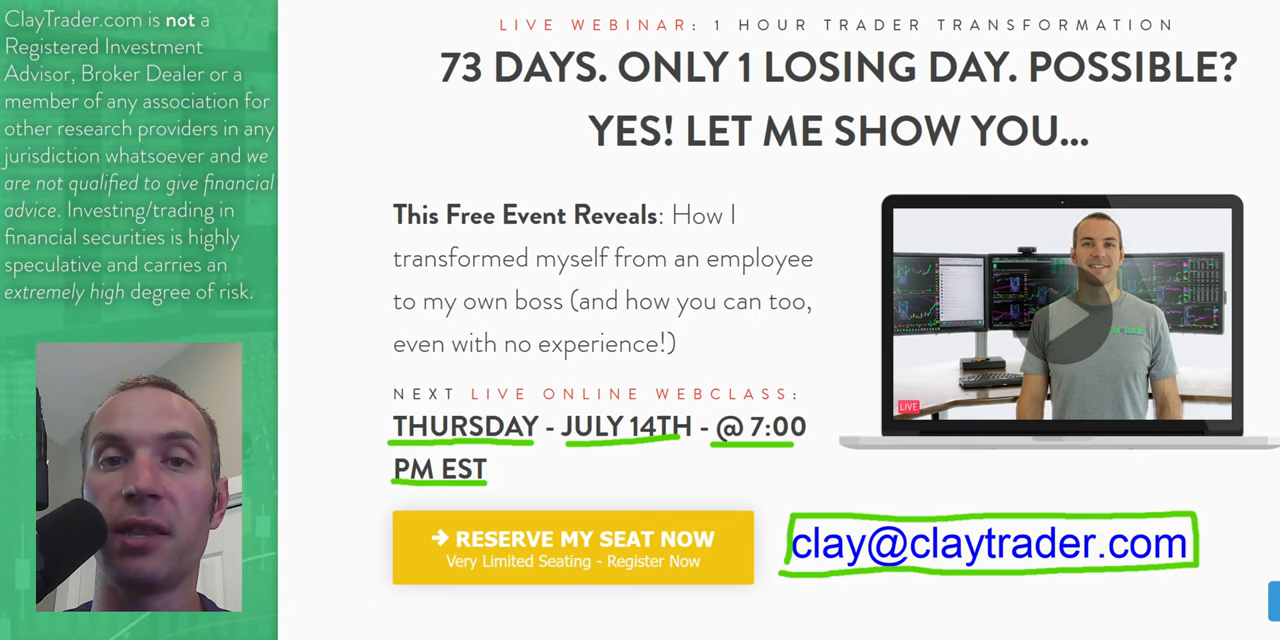 ClayTrader.com is not a
Registered Investment
Advisor, Broker Dealer or a
member of any association for
other research providers in any
jurisdiction whatsoever and we
are not qualified to give financial
advice. Investing/trading in
financial securities is highly
speculative and carries an
extremely high degree of risk.
LIVE WEBINAR: 1 HOUR TRADER TRANSFORMATION
73 DAYS. ONLY 1 LOSING DAY. POSSIBLE?
YES! LET ME SHOW YOU...
This Free Event Reveals: How I
transformed myself from an employee
to my own boss (and how you can too,
even with no experience!)
NEXT LIVE ONLINE WEBCLASS:
THURSDAY - JULY 14TH - @ 7:00
PM EST
→ RESERVE MY SEAT NOW
Very Limited Seating - Register Now
LIVE
clay@claytrader.com